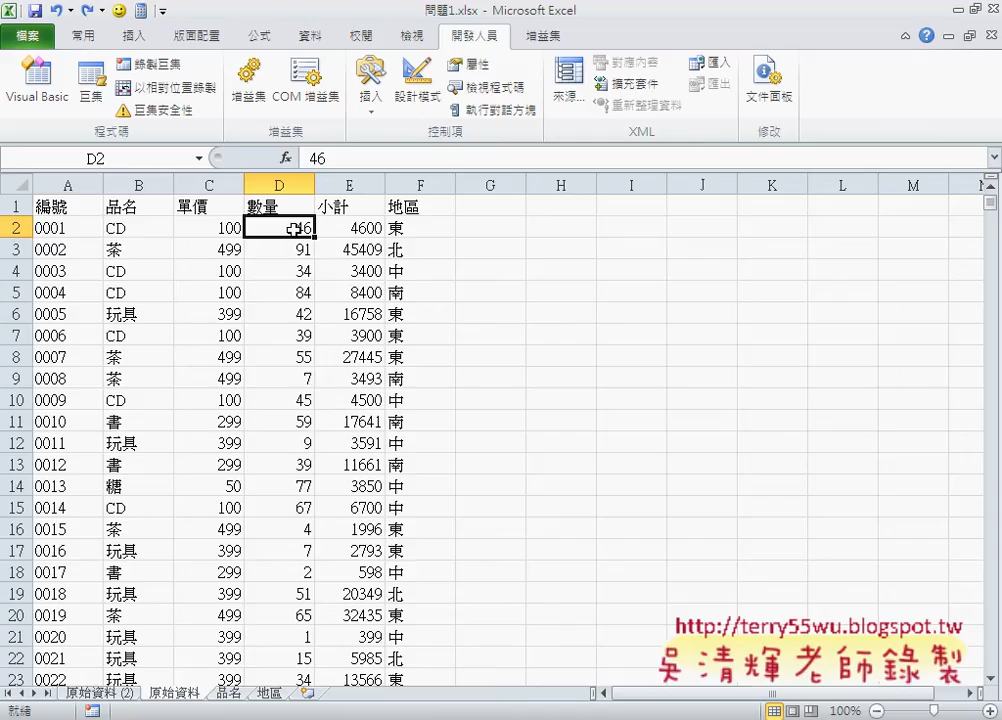 問題1.xlsx - Microsoft Excel
檔案 常用 插入 版面配置 公式 資料 校閱 檢視 開發人員 增益集
Visual Basic 巨集 錄製巨集 以相對位置錄製 巨集安全性 程式碼
增益集 COM 增益集 增益集
插入 設計模式 屬性 檢視程式碼 執行對話方塊 控制項
來源... 對應內容 擴充套件 重新整理資料 匯入 匯出 XML
文件面板 修改
D2 fx 46
A B C D E F G H I J K L M N
1 編號 品名 單價 數量 小計 地區
2 0001 CD 100 46 4600 東
3 0002 茶 499 91 45409 北
4 0003 CD 100 34 3400 中
5 0004 CD 100 84 8400 南
6 0005 玩具 399 42 16758 東
7 0006 CD 100 39 3900 東
8 0007 茶 499 55 27445 東
9 0008 茶 499 7 3493 南
10 0009 CD 100 45 4500 中
11 0010 書 299 59 17641 南
12 0011 玩具 399 9 3591 中
13 0012 書 299 39 11661 南
14 0013 糖 50 77 3850 中
15 0014 CD 100 67 6700 中
16 0015 茶 499 4 1996 東
17 0016 玩具 399 7 2793 東
18 0017 書 299 2 598 中
19 0018 玩具 399 51 20349 北
20 0019 茶 499 65 32435 東
21 0020 玩具 399 1 399 中
22 0021 玩具 399 15 5985 北
23 0022 玩具 399 34 13566 東
http://terry55wu.blogspot.tw
吳清輝老師錄製
原始資料 (2) 原始資料 品名 地區
就緒 100%